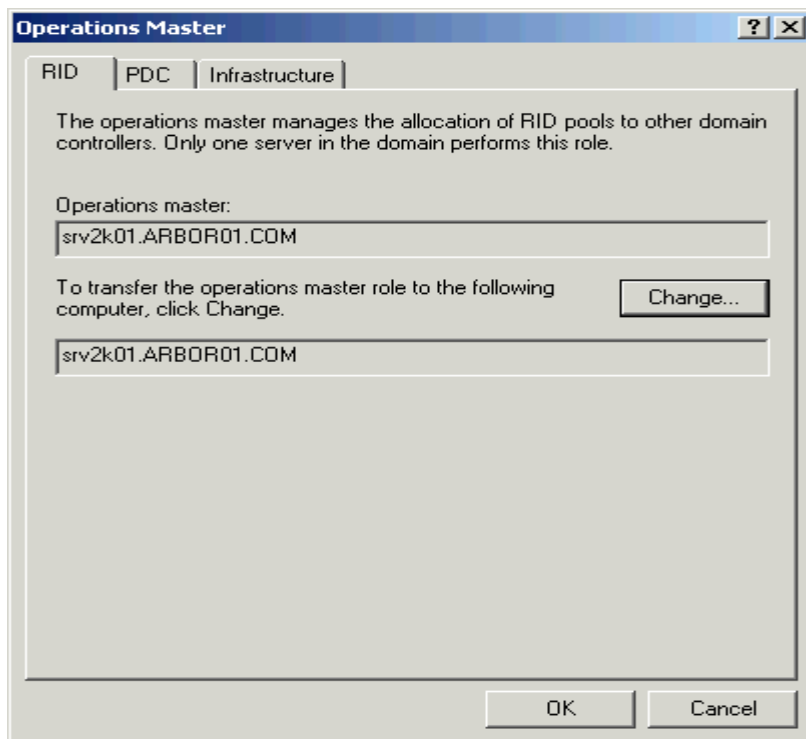 Operations Master
RID
PDC
Infrastructure
The operations master manages the allocation of RID pools to other domain
controllers. Only one server in the domain performs this role.
Operations master:
srv2k01.ARBOR01.COM
To transfer the operations master role to the following
computer, click Change.
Change...
srv2k01.ARBOR01.COM
OK
Cancel